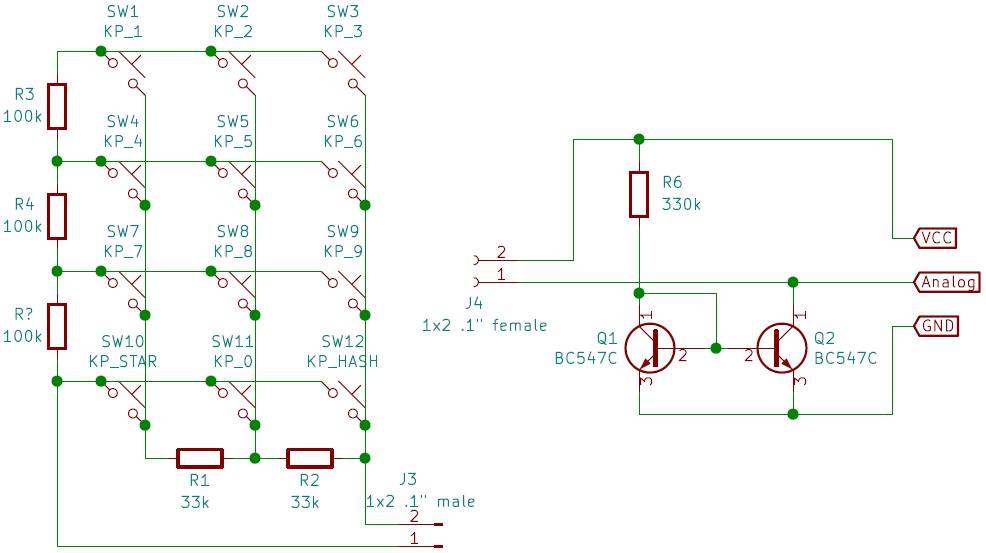 SW1
KP_1
SW2
KP_2
SW3
KP_3
R3
100k
SW4
KP_4
SW5
KP_5
SW6
KP_6
R4
100k
SW7
KP_7
SW8
KP_8
SW9
KP_9
R?
100k
SW10
KP_STAR
SW11
KP_0
SW12
KP_HASH
R1
33k
R2
33k
J3
1x2 .1" male
2
1
R6
330k
2
1
J4
1x2 .1" female
VCC
Analog
GND
Q1
BC547C
1
2
3
Q2
BC547C
1
2
3